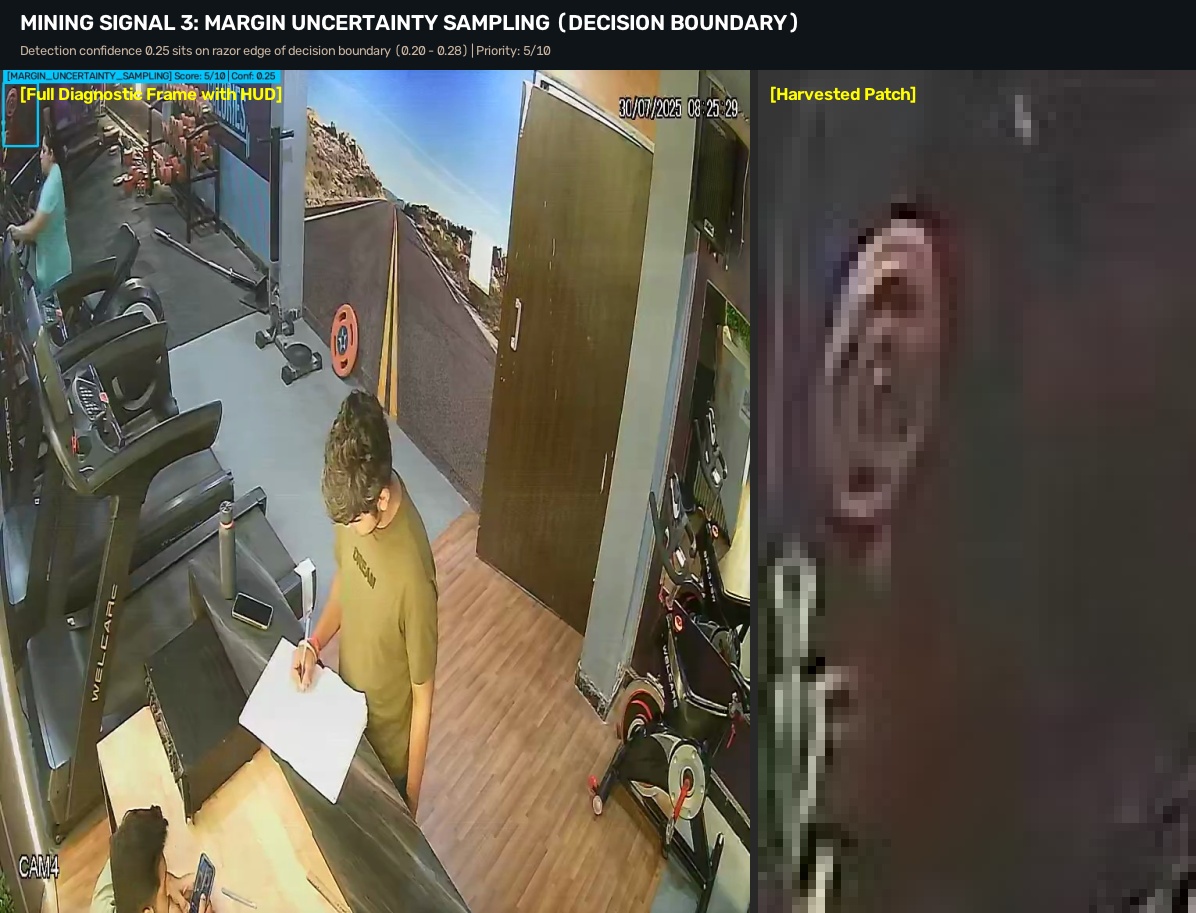 MINING SIGNAL 3: MARGIN UNCERTAINTY SAMPLING (DECISION BOUNDARY)
Detection confidence 0.25 sits on razor edge of decision boundary (0.20 - 0.28) | Priority: 5/10
[MARGIN_UNCERTAINTY_SAMPLING] Score: 5/10 | Conf: 0.25
[Full Diagnostic Frame with HUD]
[Harvested Patch]
30/07/2025 08:25:29
DREAM
WELCARE
WELCARE
CAM4